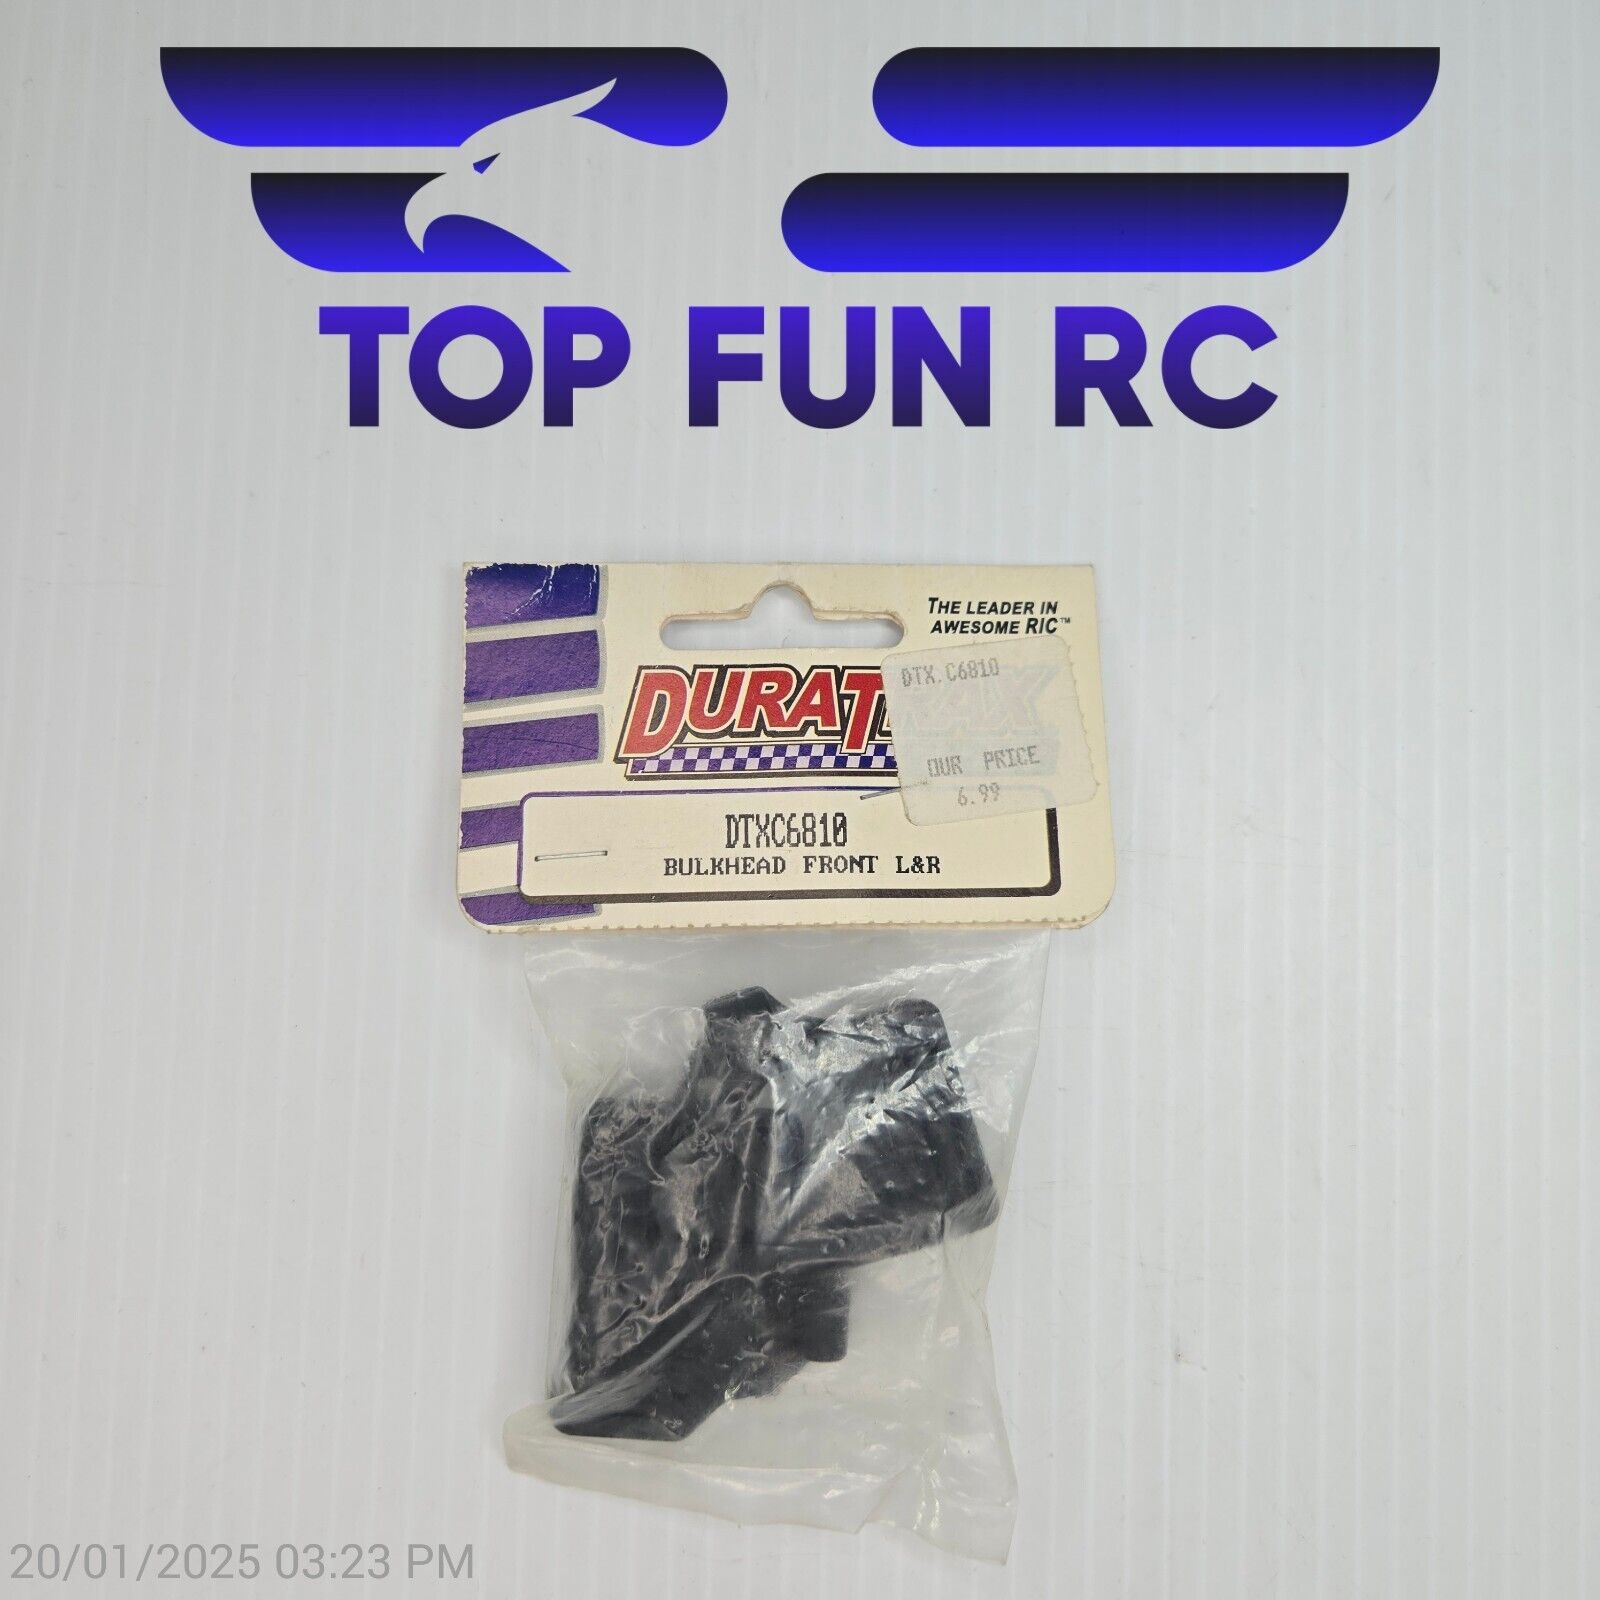 TOP FUN RC
THE LEADER IN
AWESOME R/C™
DURATRAX
DTX.C6810
OUR PRICE
6.99
DTXC6810
BULKHEAD FRONT L&R
20/01/2025 03:23 PM